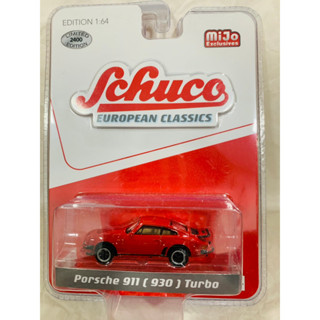 EDITION 1:64
LIMITED
2400
EDITION
MiJo
Exclusives
Schuco
EUROPEAN CLASSICS
Porsche 911 ( 930 ) Turbo